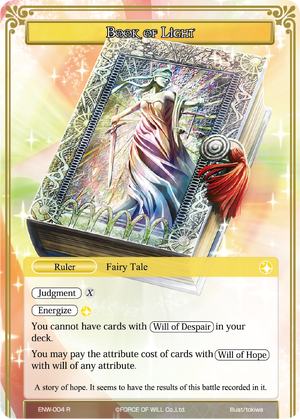 Book of Light
Ruler Fairy Tale
Judgment X
Energize
You cannot have cards with Will of Despair in your
deck.
You may pay the attribute cost of cards with Will of Hope
with will of any attribute.
A story of hope. It seems to have the results of this battle recorded in it.
ENW-004 R ©FORCE OF WILL Co.,Ltd. Illust/tokiwa